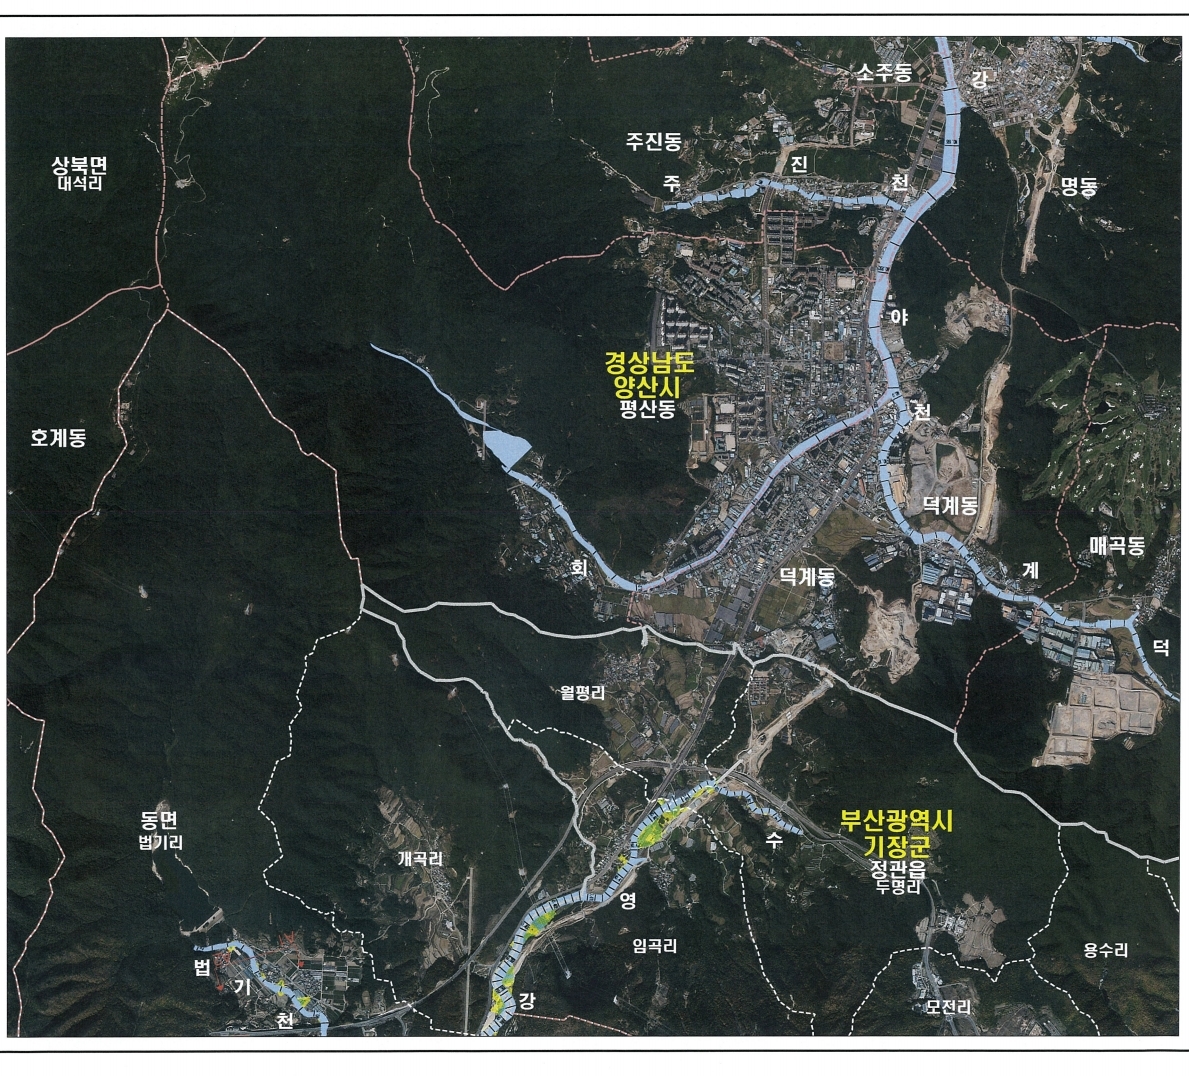 소주동
강
주진동
진
상북면
대석리
주
천
명동
야
경상남도
양산시
평산동
천
호계동
덕계동
매곡동
회
덕계동
계
덕
월평리
동면
법기리
부산광역시
기장군
정관읍
두명리
수
개곡리
영
임곡리
용수리
법
기
강
모전리
천